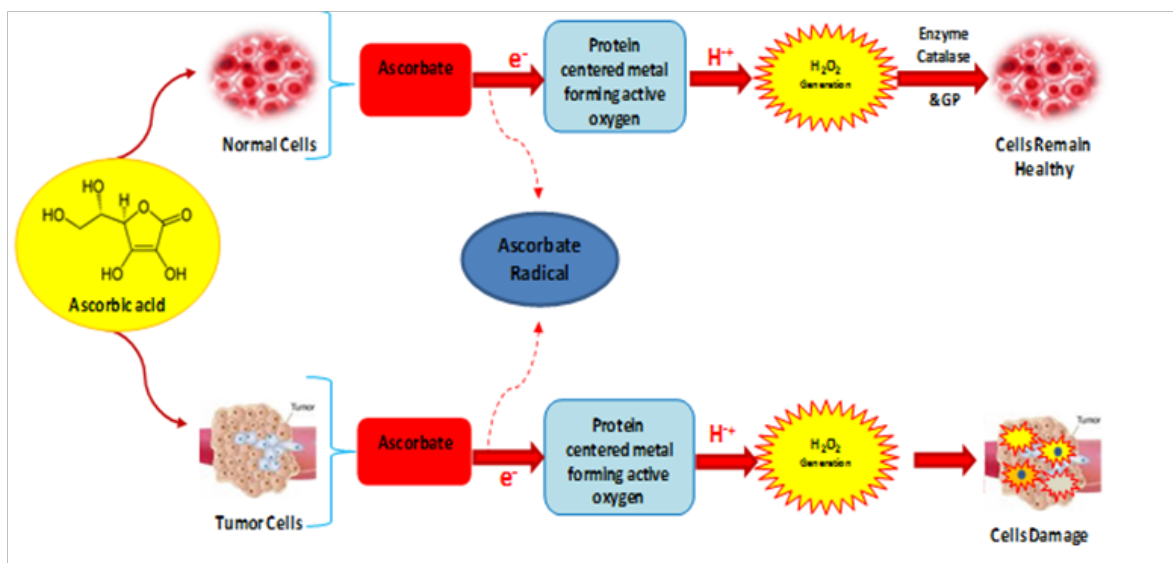 Normal Cells
Ascorbate
e⁻
Protein
centered metal
forming active
oxygen
H⁻⁺
H₂O₂
Generation
Enzyme
Catalase
&GP
Cells Remain
Healthy
HO
HO
H
O
O
HO
OH
Ascorbic acid
Ascorbate
Radical
Tumor
Tumor Cells
Ascorbate
e⁻
Protein
centered metal
forming active
oxygen
H⁻⁺
H₂O₂
Generation
Tumor
Cells Damage